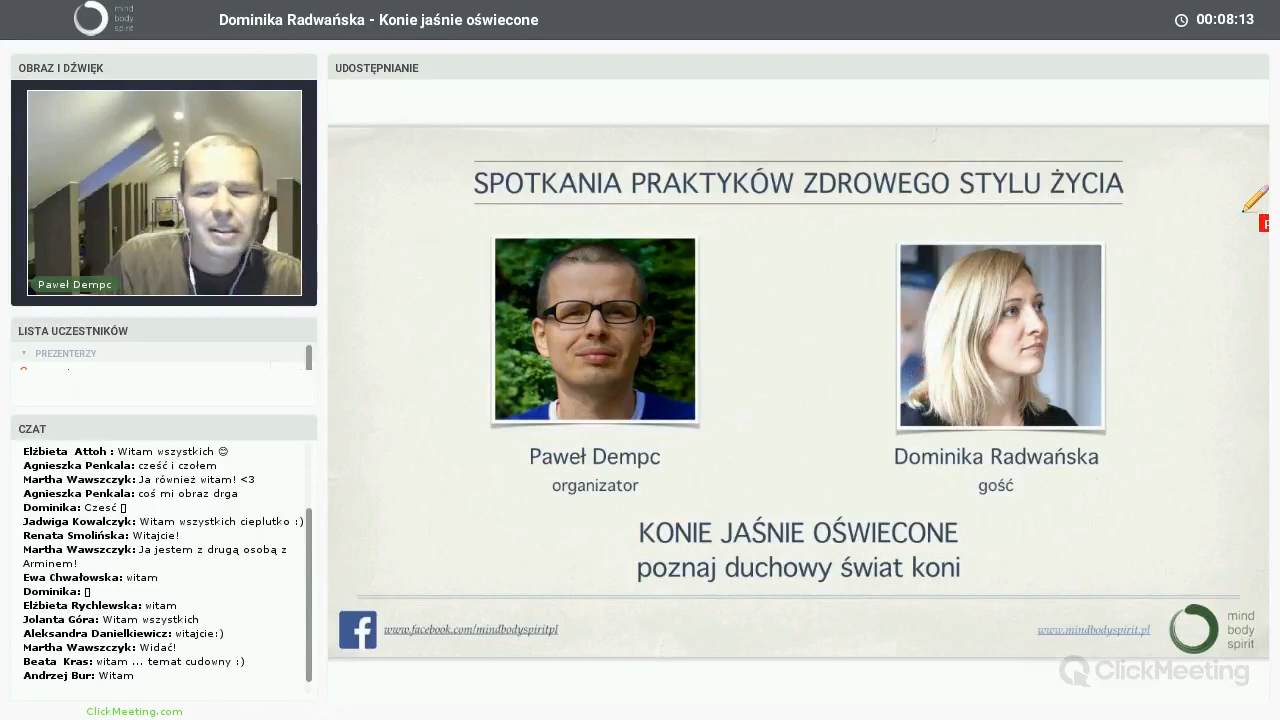 mind
body
spirit
Dominika Radwańska - Konie jaśnie oświecone
00:08:13
OBRAZ I DŹWIĘK
Paweł Dempc
LISTA UCZESTNIKÓW
PREZENTERZY
CZAT
Elżbieta Attoh : Witam wszystkich 😊
Agnieszka Penkala: cześć i czołem
Martha Wawszczyk: Ja również witam! <3
Agnieszka Penkala: coś mi obraz drga
Dominika: Czesć
Jadwiga Kowalczyk: Witam wszystkich cieplutko :)
Renata Smolińska: Witajcie!
Martha Wawszczyk: Ja jestem z drugą osobą z
Arminem!
Ewa Chwałowska: witam
Dominika:
Elżbieta Rychlewska: witam
Jolanta Góra: Witam wszystkich
Aleksandra Danielkiewicz: witajcie:)
Martha Wawszczyk: Widać!
Beata Kras: witam ... temat cudowny :)
Andrzej Bur: Witam
ClickMeeting.com
UDOSTĘPNIANIE
SPOTKANIA PRAKTYKÓW ZDROWEGO STYLU ŻYCIA
Paweł Dempc
organizator
Dominika Radwańska
gość
KONIE JAŚNIE OŚWIECONE
poznaj duchowy świat koni
www.facebook.com/mindbodyspiritpl
www.mindbodyspirit.pl
mind
body
spirit
ClickMeeting